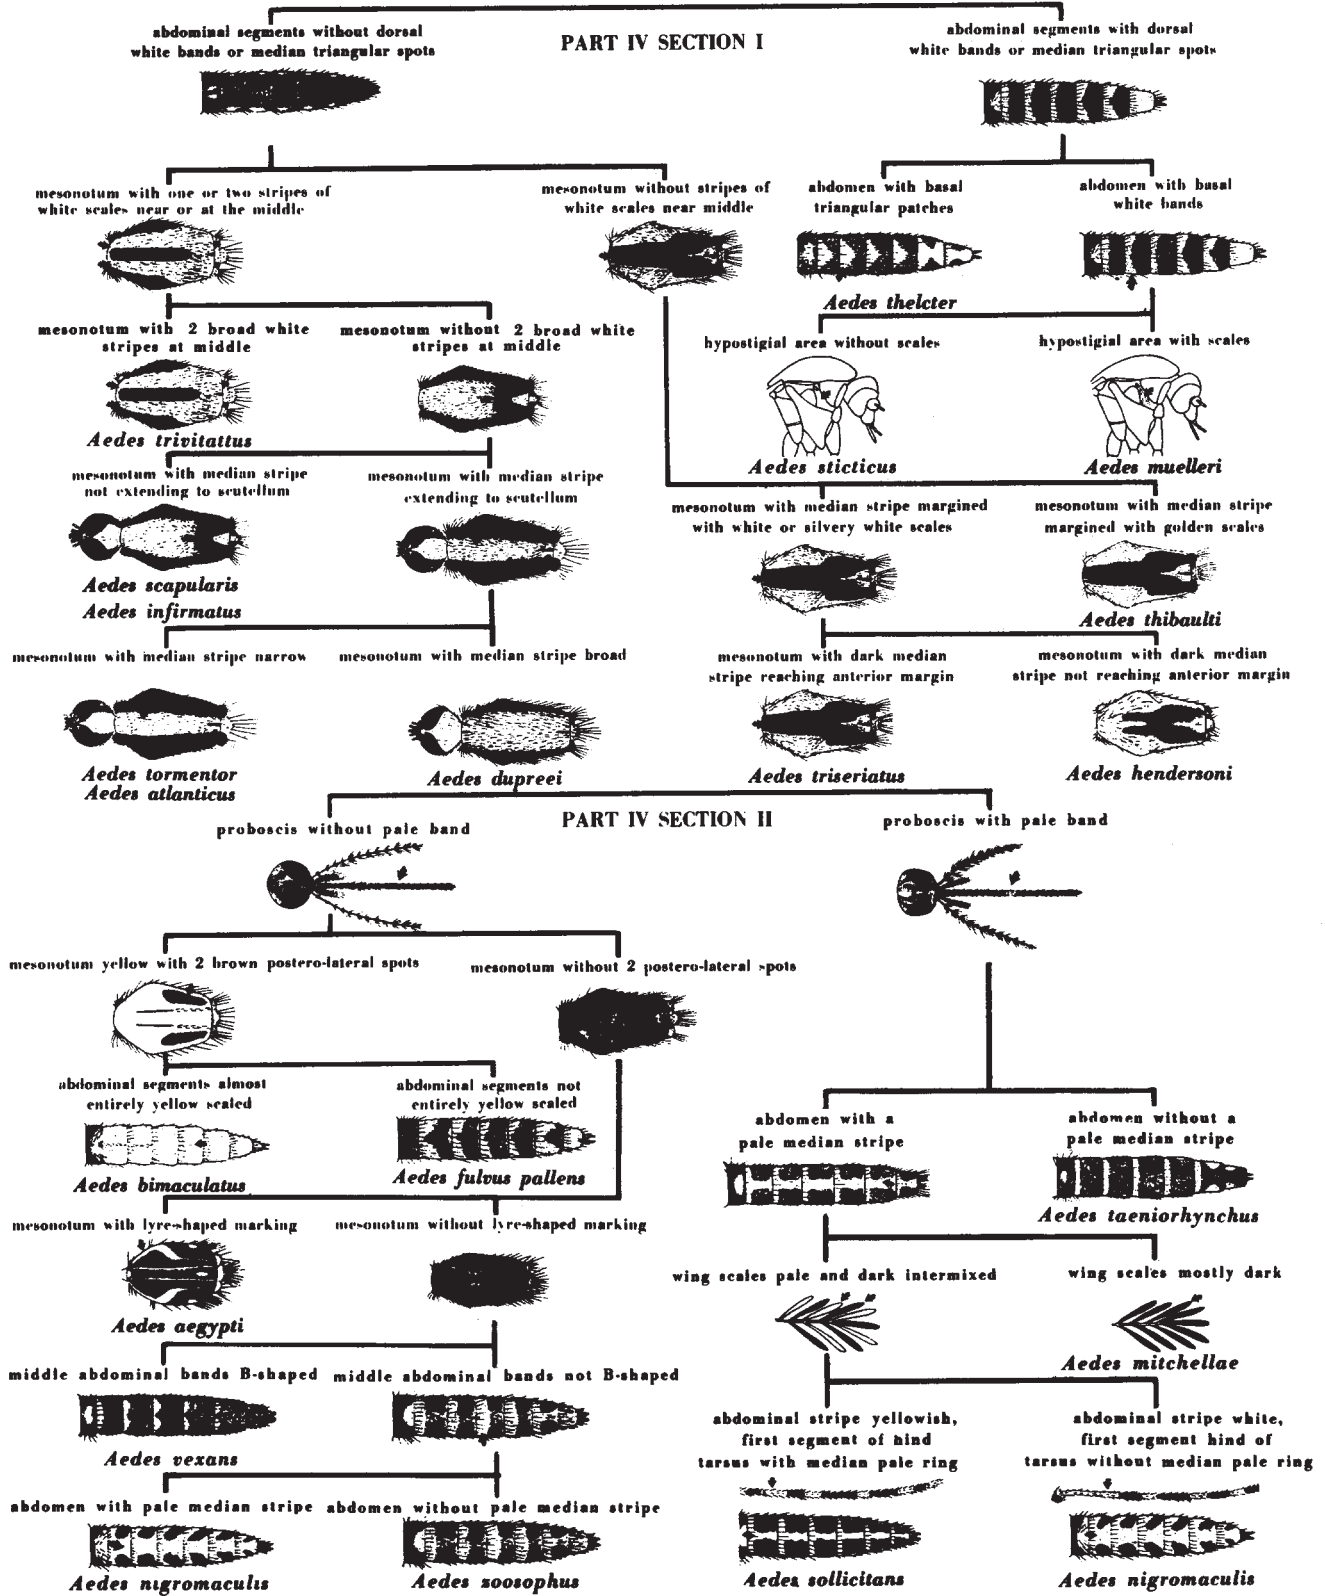 abdominal segments without dorsal
white bands or median triangular spots
PART IV SECTION I
abdominal segments with dorsal
white bands or median triangular spots
mesonotum with one or two stripes of
white scales near or at the middle
mesonotum without stripes of
white scales near middle
abdomen with basal
triangular patches
abdomen with basal
white bands
Aedes thelcter
mesonotum with 2 broad white
stripes at middle
mesonotum without 2 broad white
stripes at middle
hypostigial area without scales
hypostigial area with scales
Aedes trivitattus
Aedes sticticus
Aedes muelleri
mesonotum with median stripe
not extending to scutellum
mesonotum with median stripe
extending to scutellum
mesonotum with median stripe margined
with white or silvery white scales
mesonotum with median stripe
margined with golden scales
Aedes scapularis
Aedes infirmatus
Aedes thibaulti
mesonotum with median stripe narrow
mesonotum with median stripe broad
mesonotum with dark median
stripe reaching anterior margin
mesonotum with dark median
stripe not reaching anterior margin
Aedes tormentor
Aedes atlanticus
Aedes dupreei
Aedes triseriatus
Aedes hendersoni
PART IV SECTION II
proboscis without pale band
proboscis with pale band
mesonotum yellow with 2 brown postero-lateral spots
mesonotum without 2 postero-lateral spots
abdominal segments almost
entirely yellow scaled
abdominal segments not
entirely yellow scaled
abdomen with a
pale median stripe
abdomen without a
pale median stripe
Aedes bimaculatus
Aedes fulvus pallens
Aedes taeniorhynchus
mesonotum with lyre-shaped marking
mesonotum without lyre-shaped marking
wing scales pale and dark intermixed
wing scales mostly dark
Aedes aegypti
Aedes mitchellae
middle abdominal bands B-shaped
middle abdominal bands not B-shaped
abdominal stripe yellowish,
first segment of hind
tarsus with median pale ring
abdominal stripe white,
first segment hind of
tarsus without median pale ring
Aedes vexans
abdomen with pale median stripe
abdomen without pale median stripe
Aedes nigromaculis
Aedes zoosophus
Aedes sollicitans
Aedes nigromaculis